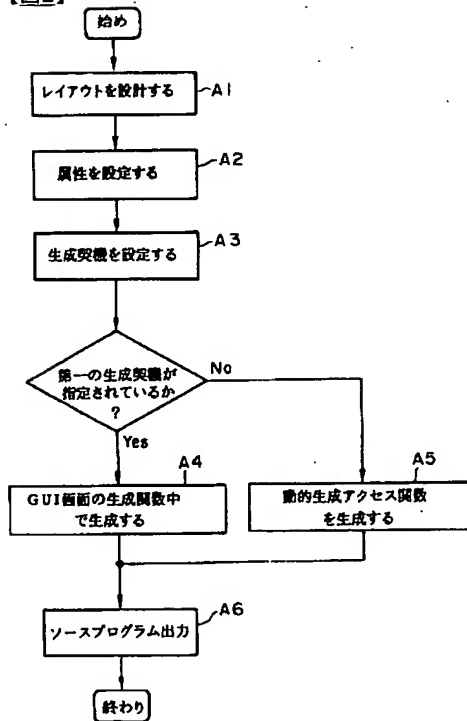 始め
レイアウトを設計する
A1
属性を設定する
A2
生成契機を設定する
A3
第一の生成契機が
指定されているか
?
No
Yes
A4
GUI画面の生成関数中
で生成する
A5
動的生成アクセス関数
を生成する
A6
ソースプログラム出力
終わり